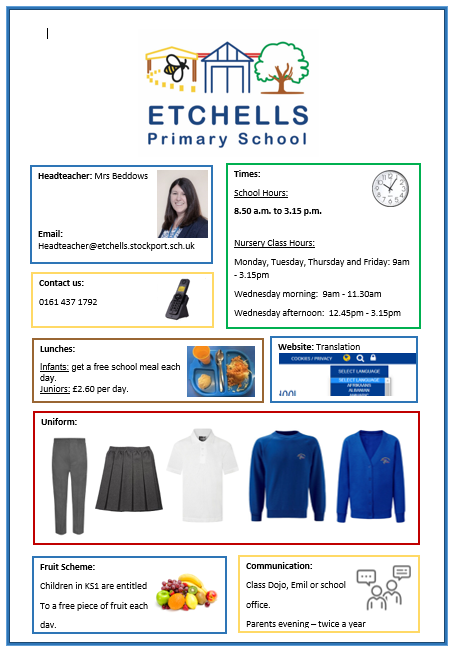 ETCHELLS
Primary School
Headteacher: Mrs Beddows
Email:
Headteacher@etchells.stockport.sch.uk
Times:
School Hours:
8.50 a.m. to 3.15 p.m.
Nursery Class Hours:
Monday, Tuesday, Thursday and Friday: 9am
- 3.15pm
Wednesday morning: 9am - 11.30am
Wednesday afternoon: 12.45pm - 3.15pm
Contact us:
0161 437 1792
Lunches:
Infants: get a free school meal each
day.
Juniors: £2.60 per day.
Website: Translation
COOKIES / PRIVACY
SELECT LANGUAGE
SELECT LANGUAGE
AFRIKAANS
ALBANIAN
Uniform:
Fruit Scheme:
Children in KS1 are entitled
To a free piece of fruit each
day.
Communication:
Class Dojo, Emil or school
office.
Parents evening – twice a year